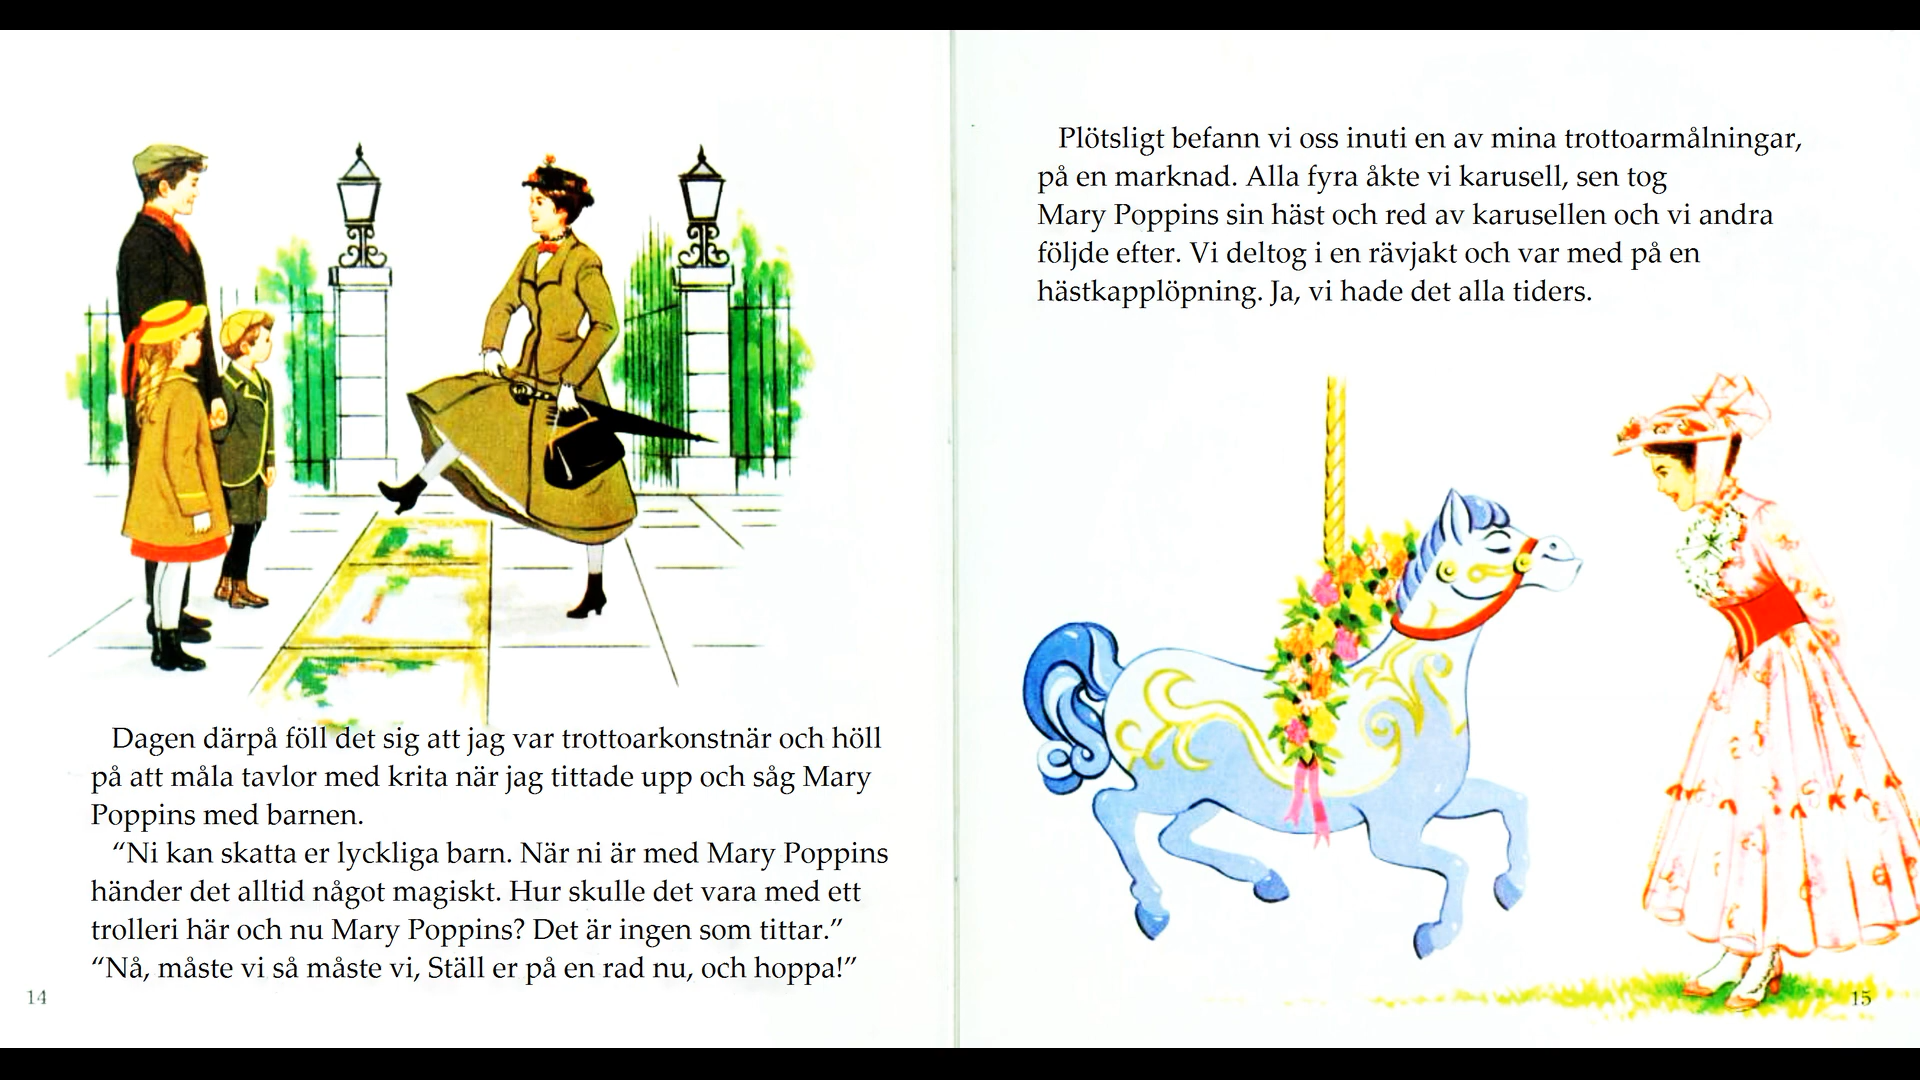 Dagen därpå föll det sig att jag var trottoarkonstnär och höll
på att måla tavlor med krita när jag tittade upp och såg Mary
Poppins med barnen.
“Ni kan skatta er lyckliga barn. När ni är med Mary Poppins
händer det alltid något magiskt. Hur skulle det vara med ett
trolleri här och nu Mary Poppins? Det är ingen som tittar.”
“Nå, måste vi så måste vi, Ställ er på en rad nu, och hoppa!”
14
Plötsligt befann vi oss inuti en av mina trottoarmålningar,
på en marknad. Alla fyra åkte vi karusell, sen tog
Mary Poppins sin häst och red av karusellen och vi andra
följde efter. Vi deltog i en rävjakt och var med på en
hästkapplöpning. Ja, vi hade det alla tiders.
15